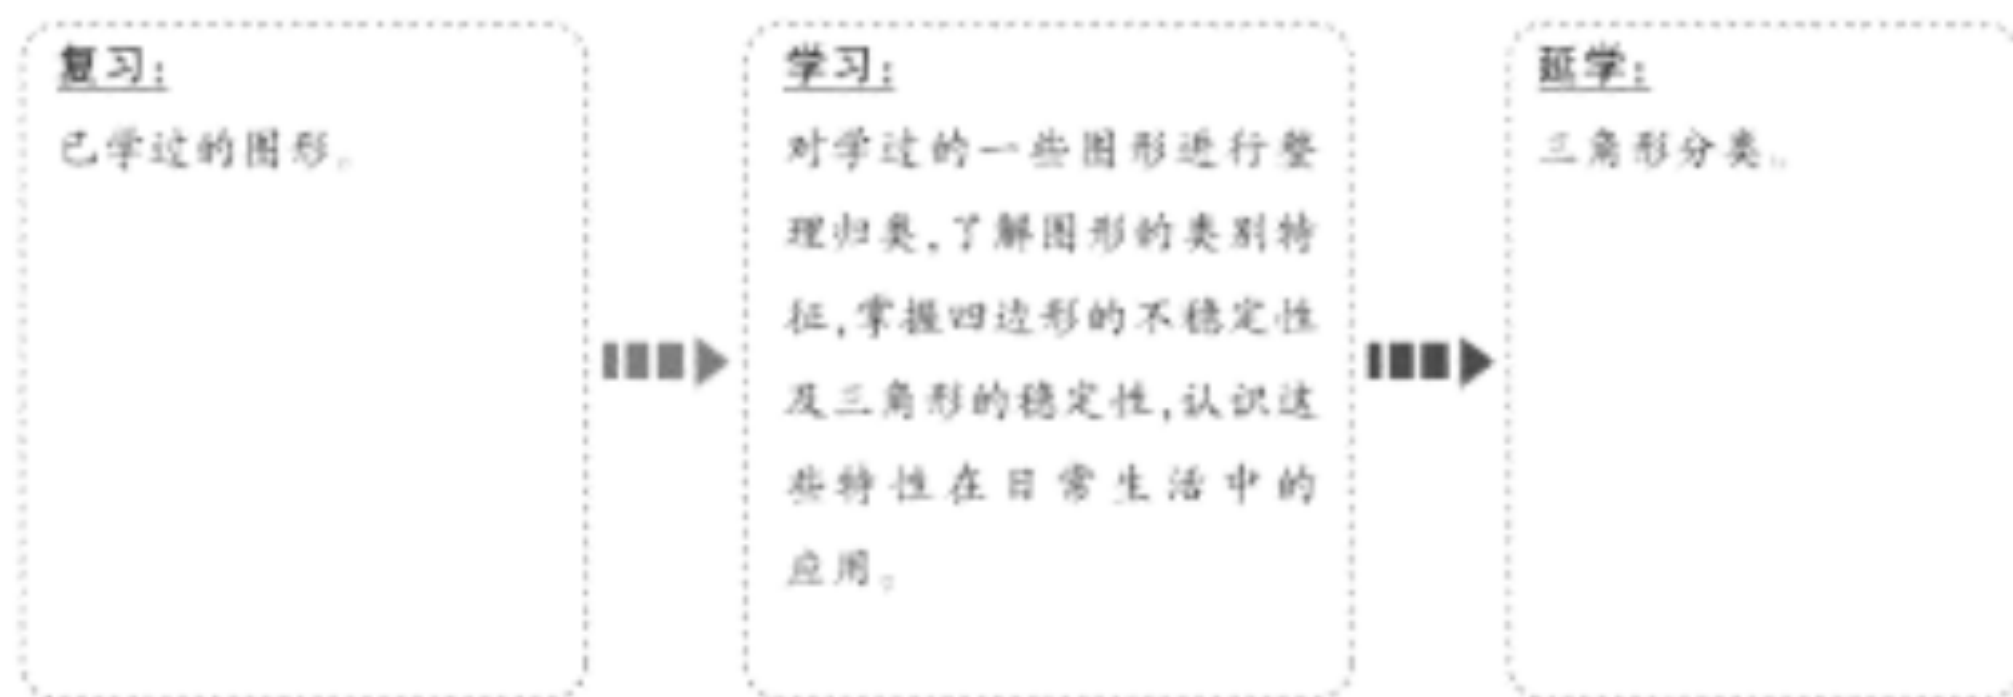 复习：
已学过的图形。
学习：
对学过的一些图形进行整
理归类，了解图形的类别特
征，掌握四边形的不稳定性
及三角形的稳定性，认识这
些特性在日常生活中的
应用。
延学：
三角形分类。